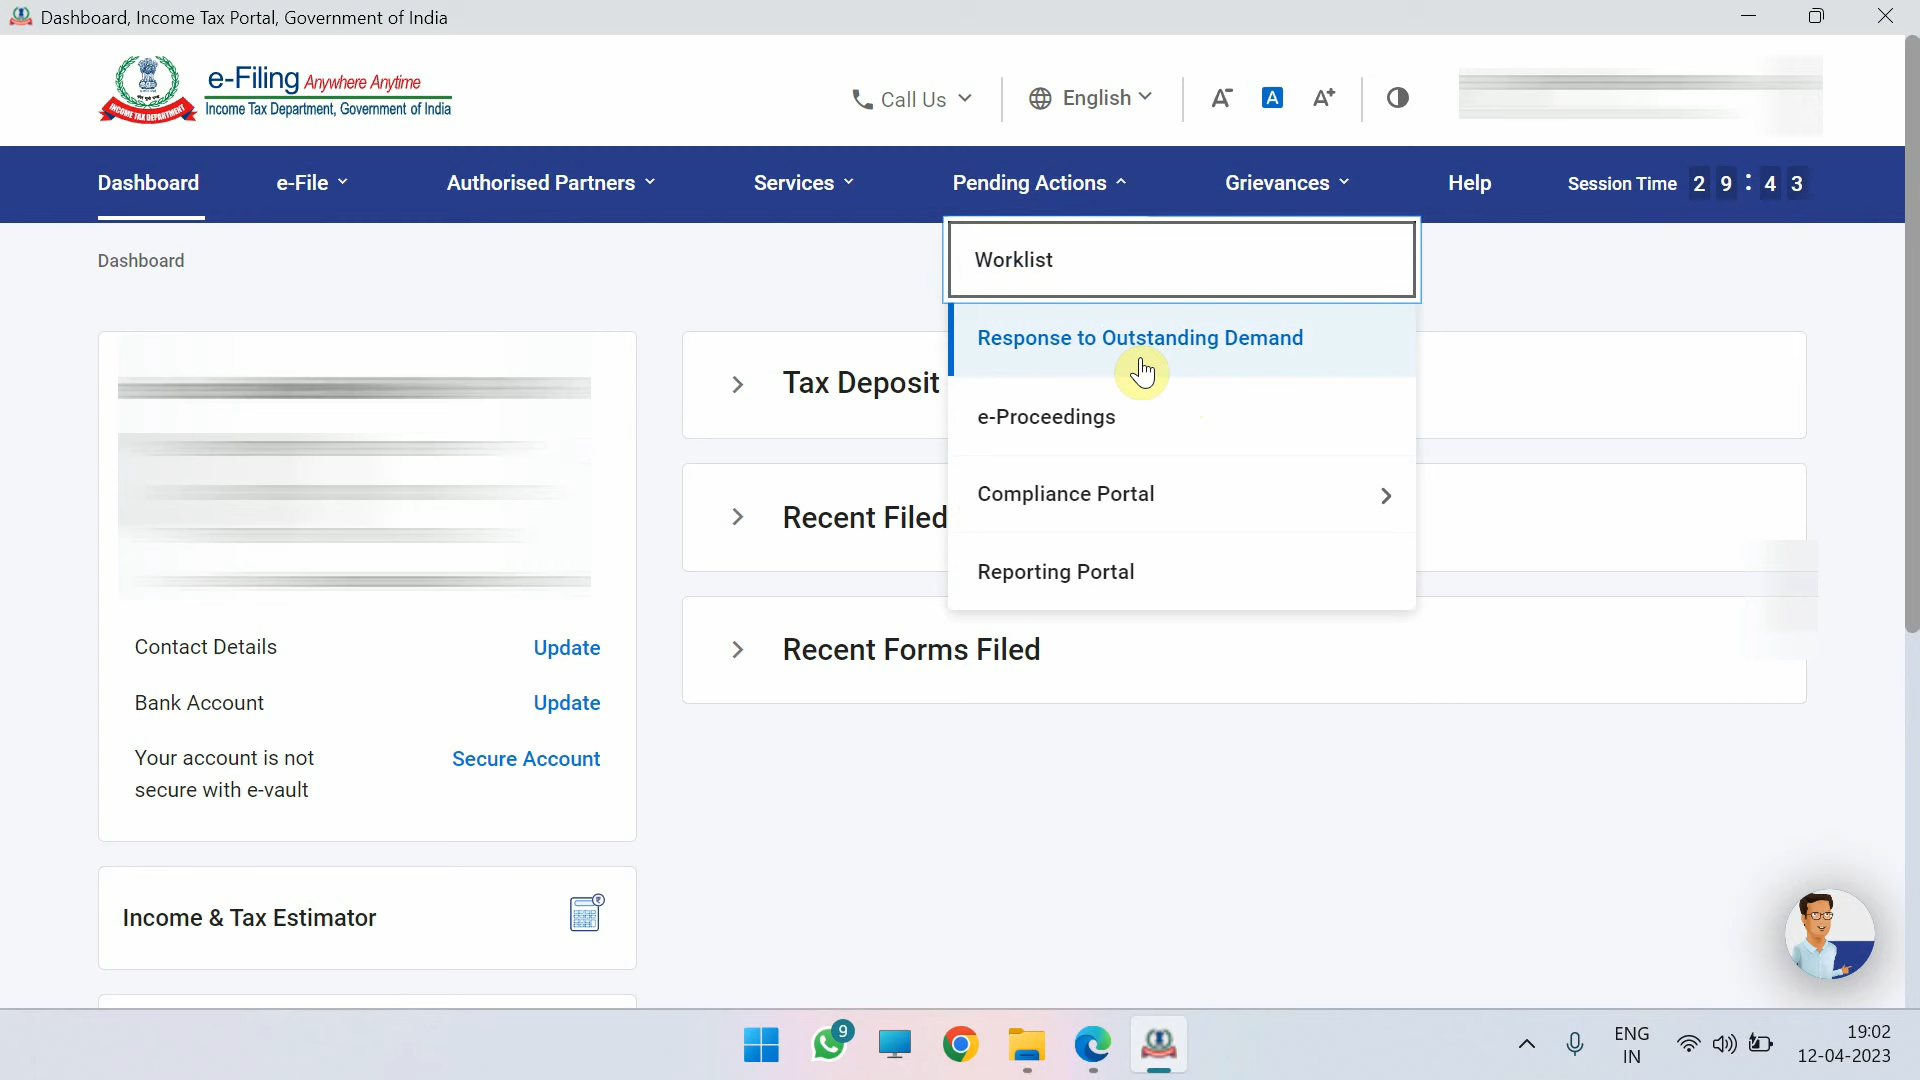 Dashboard, Income Tax Portal, Government of India
e-Filing Anywhere Anytime
Income Tax Department, Government of India
INCOME TAX DEPARTMENT
Call Us
English
A-
A
A+
Dashboard
e-File
Authorised Partners
Services
Pending Actions
Grievances
Help
Session Time 2 9 : 4 3
Dashboard
Worklist
Response to Outstanding Demand
e-Proceedings
Compliance Portal
Reporting Portal
Tax Deposit
Recent Filed
Recent Forms Filed
Contact Details Update
Bank Account Update
Your account is not Secure Account
secure with e-vault
Income & Tax Estimator
9
ENG
IN
19:02
12-04-2023